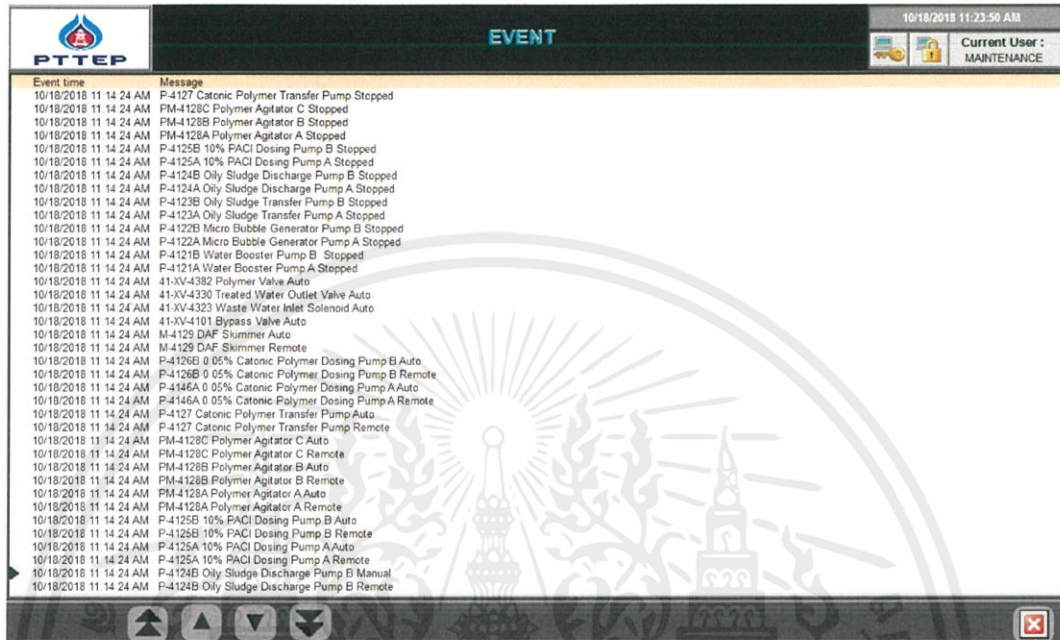 PTTEP
EVENT
10/18/2018 11:23:50 AM
Current User :
MAINTENANCE
Event time Message
10/18/2018 11 14 24 AM P-4127 Catonic Polymer Transfer Pump Stopped
10/18/2018 11 14 24 AM PM-4128C Polymer Agitator C Stopped
10/18/2018 11 14 24 AM PM-4128B Polymer Agitator B Stopped
10/18/2018 11 14 24 AM PM-4128A Polymer Agitator A Stopped
10/18/2018 11 14 24 AM P-4125B 10% PACl Dosing Pump B Stopped
10/18/2018 11 14 24 AM P-4125A 10% PACl Dosing Pump A Stopped
10/18/2018 11 14 24 AM P-4124B Oily Sludge Discharge Pump B Stopped
10/18/2018 11 14 24 AM P-4124A Oily Sludge Discharge Pump A Stopped
10/18/2018 11 14 24 AM P-4123B Oily Sludge Transfer Pump B Stopped
10/18/2018 11 14 24 AM P-4123A Oily Sludge Transfer Pump A Stopped
10/18/2018 11 14 24 AM P-4122B Micro Bubble Generator Pump B Stopped
10/18/2018 11 14 24 AM P-4122A Micro Bubble Generator Pump A Stopped
10/18/2018 11 14 24 AM P-4121B Water Booster Pump B Stopped
10/18/2018 11 14 24 AM P-4121A Water Booster Pump A Stopped
10/18/2018 11 14 24 AM 41-XV-4382 Polymer Valve Auto
10/18/2018 11 14 24 AM 41-XV-4330 Treated Water Outlet Valve Auto
10/18/2018 11 14 24 AM 41-XV-4323 Waste Water Inlet Solenoid Auto
10/18/2018 11 14 24 AM 41-XV-4101 Bypass Valve Auto
10/18/2018 11 14 24 AM M-4129 DAF Skimmer Auto
10/18/2018 11 14 24 AM M-4129 DAF Skimmer Remote
10/18/2018 11 14 24 AM P-4126B 0 05% Catonic Polymer Dosing Pump B Auto
10/18/2018 11 14 24 AM P-4126B 0 05% Catonic Polymer Dosing Pump B Remote
10/18/2018 11 14 24 AM P-4146A 0 05% Catonic Polymer Dosing Pump A Auto
10/18/2018 11 14 24 AM P-4146A 0 05% Catonic Polymer Dosing Pump A Remote
10/18/2018 11 14 24 AM P-4127 Catonic Polymer Transfer Pump Auto
10/18/2018 11 14 24 AM P-4127 Catonic Polymer Transfer Pump Remote
10/18/2018 11 14 24 AM PM-4128C Polymer Agitator C Auto
10/18/2018 11 14 24 AM PM-4128C Polymer Agitator C Remote
10/18/2018 11 14 24 AM PM-4128B Polymer Agitator B Auto
10/18/2018 11 14 24 AM PM-4128B Polymer Agitator B Remote
10/18/2018 11 14 24 AM PM-4128A Polymer Agitator A Auto
10/18/2018 11 14 24 AM PM-4128A Polymer Agitator A Remote
10/18/2018 11 14 24 AM P-4125B 10% PACl Dosing Pump B Auto
10/18/2018 11 14 24 AM P-4125B 10% PACl Dosing Pump B Remote
10/18/2018 11 14 24 AM P-4125A 10% PACl Dosing Pump A Auto
10/18/2018 11 14 24 AM P-4125A 10% PACl Dosing Pump A Remote
10/18/2018 11 14 24 AM P-4124B Oily Sludge Discharge Pump B Manual
10/18/2018 11 14 24 AM P-4124B Oily Sludge Discharge Pump B Remote